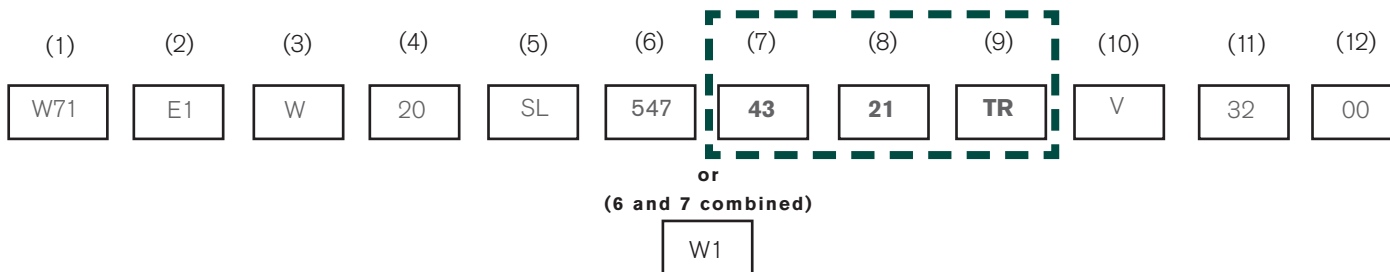 (1) (2) (3) (4) (5) (6) (7) (8) (9) (10) (11) (12)
W71 E1 W 20 SL 547 43 21 TR V 32 00
or
(6 and 7 combined)
W1